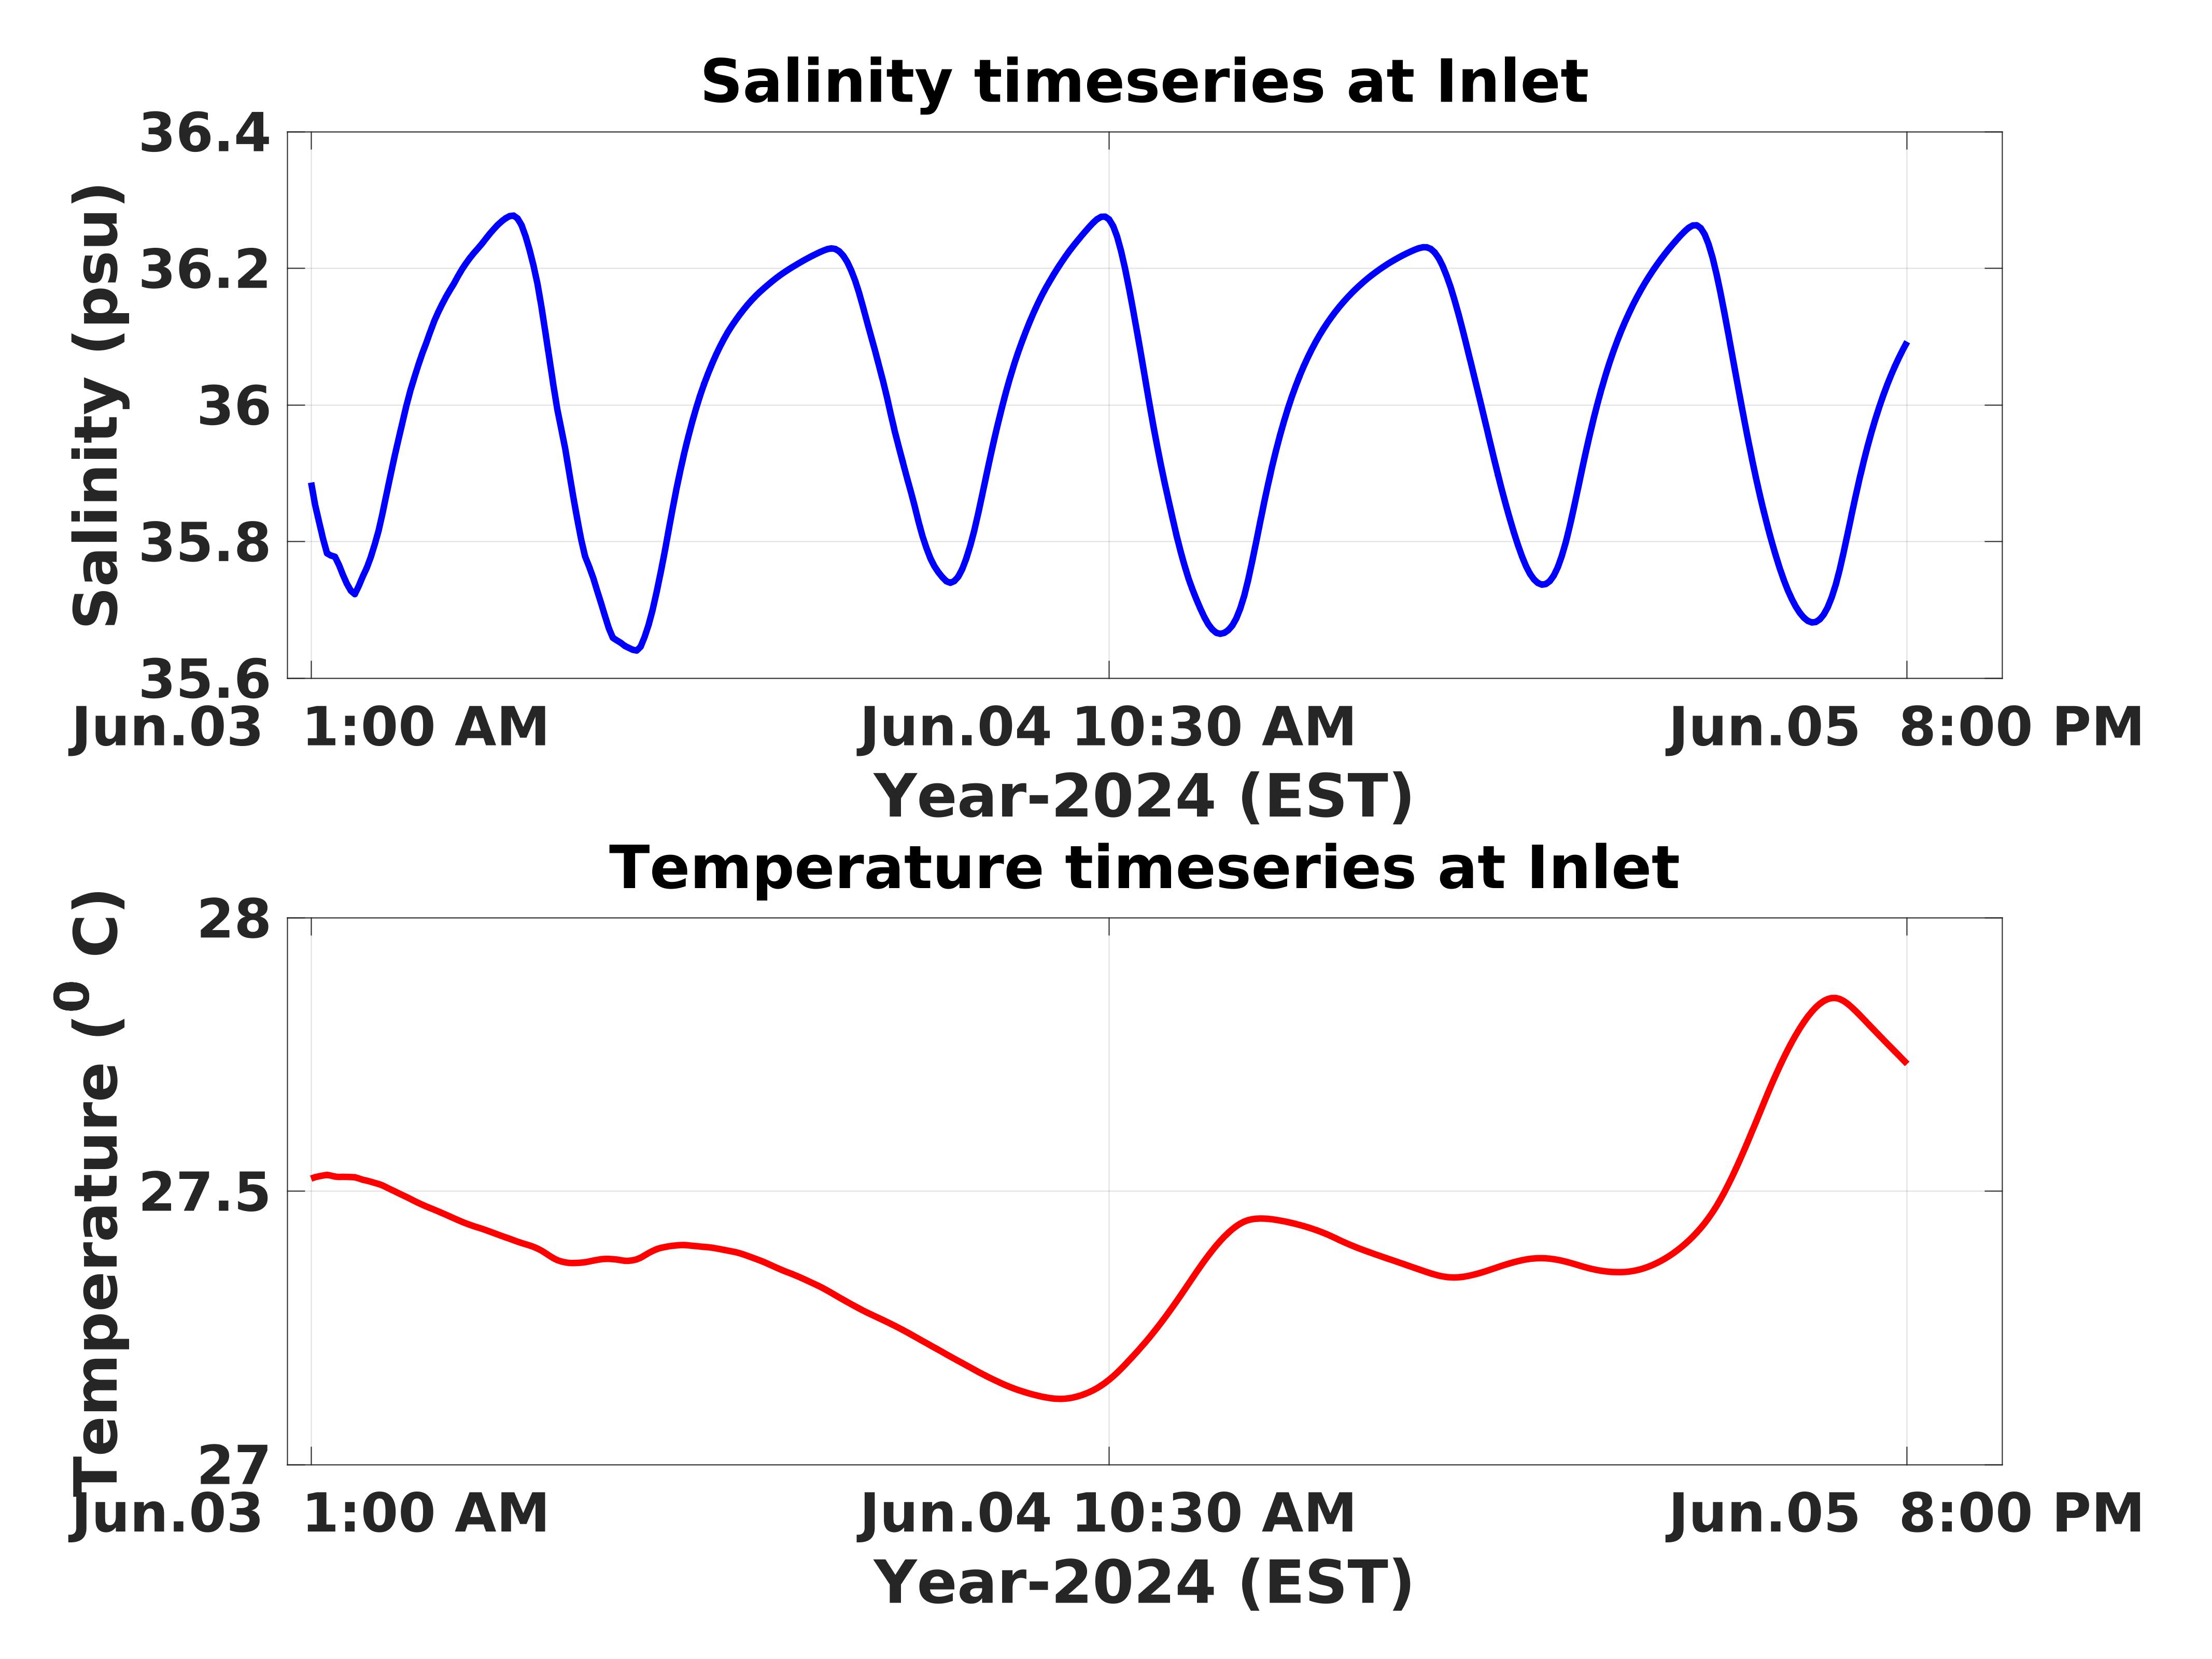 Salinity timeseries at Inlet
Salinity (psu)
36.4
36.2
36
35.8
35.6
Jun.03  1:00 AM
Jun.04 10:30 AM
Jun.05  8:00 PM
Year-2024 (EST)
Temperature timeseries at Inlet
Temperature (⁰ C)
28
27.5
27
Jun.03  1:00 AM
Jun.04 10:30 AM
Jun.05  8:00 PM
Year-2024 (EST)